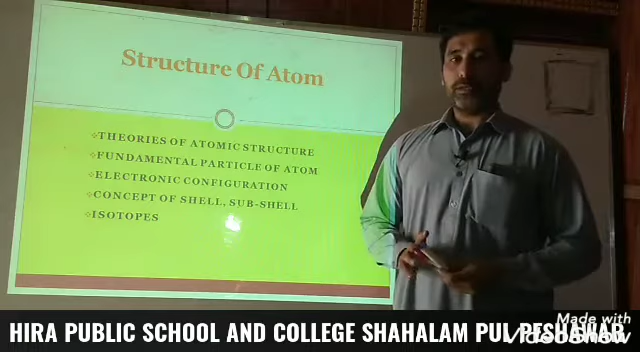 Structure Of Atom
❖THEORIES OF ATOMIC STRUCTURE
❖FUNDAMENTAL PARTICLE OF ATOM
❖ELECTRONIC CONFIGURATION
❖CONCEPT OF SHELL, SUB-SHELL
❖ISOTOPES
Made with
VideoShow
HIRA PUBLIC SCHOOL AND COLLEGE SHAHALAM PUL PESHAWAR